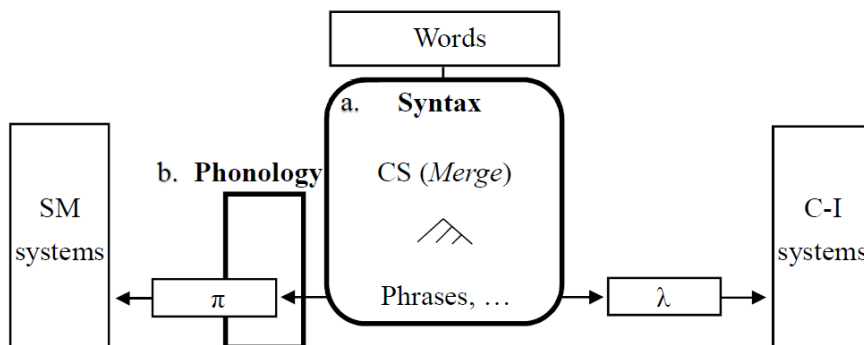 Words
a. Syntax
b. Phonology
CS (Merge)
SM
systems
C-I
systems
π
Phrases, …
λ